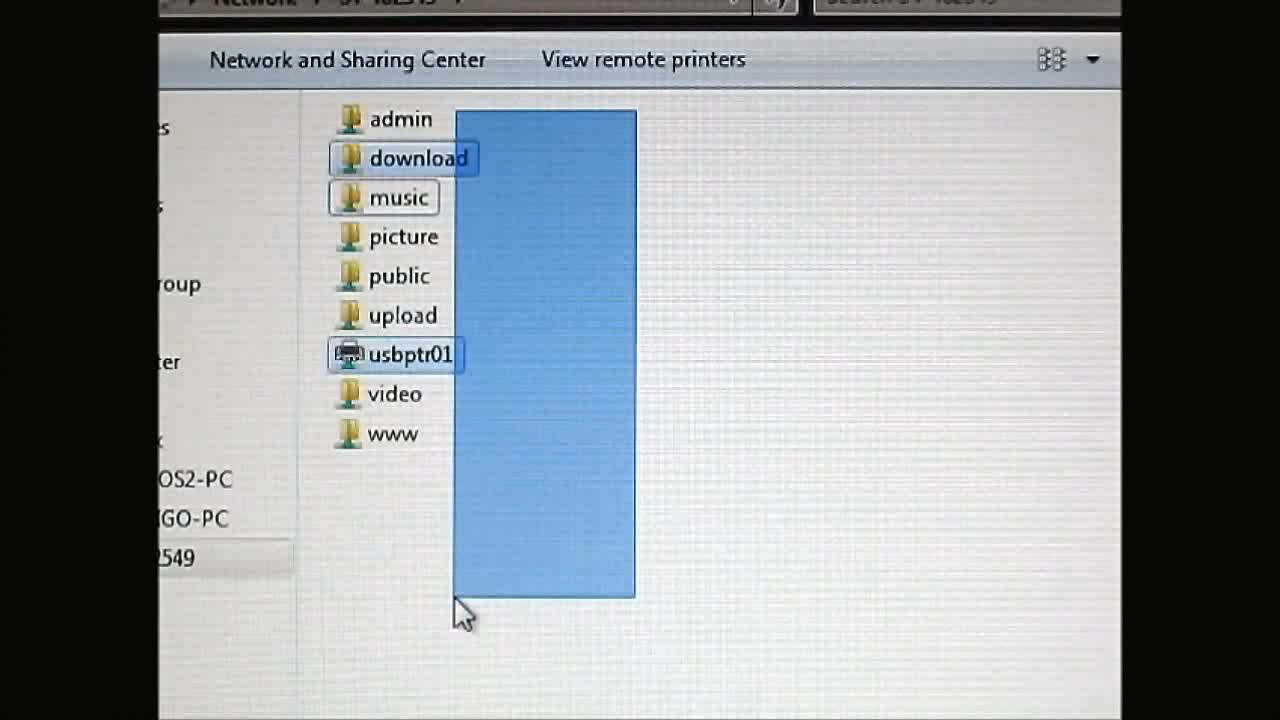 Network and Sharing Center View remote printers
admin
download
music
picture
public
upload
usbptr01
video
www
OS2-PC
GO-PC
2549